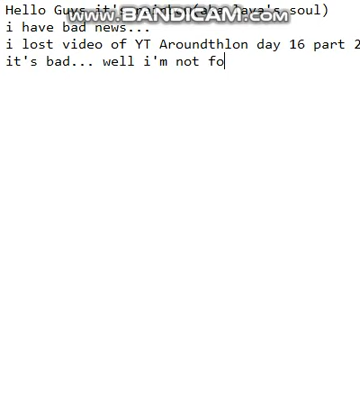 WWW.BANDICAM.COM
Hello Guys it's soul)
i have bad news...
i lost video of YT Aroundthlon day 16 part 2
it's bad... well i'm not fo